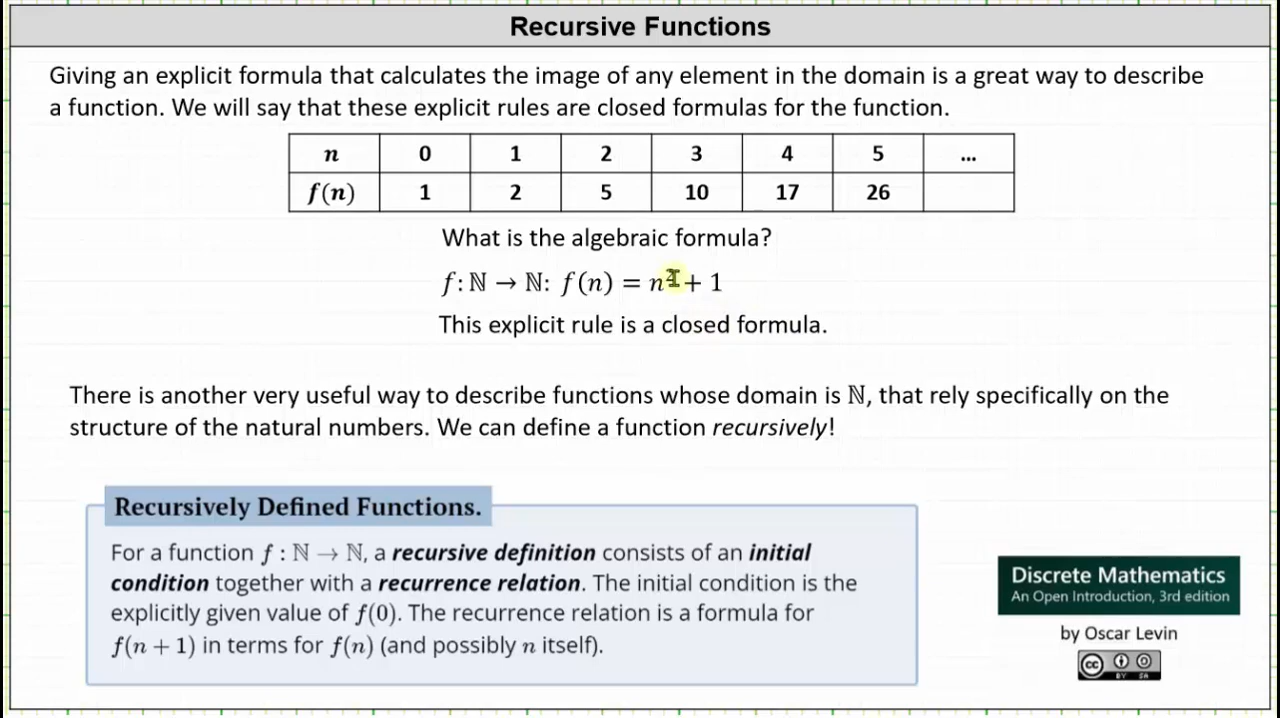 Recursive Functions
Giving an explicit formula that calculates the image of any element in the domain is a great way to describe
a function. We will say that these explicit rules are closed formulas for the function.
n 0 1 2 3 4 5 ...
f(n) 1 2 5 10 17 26
What is the algebraic formula?
f: ℕ → ℕ: f(n) = n² + 1
This explicit rule is a closed formula.
There is another very useful way to describe functions whose domain is ℕ, that rely specifically on the
structure of the natural numbers. We can define a function recursively!
Recursively Defined Functions.
For a function f : ℕ → ℕ, a recursive definition consists of an initial
condition together with a recurrence relation. The initial condition is the
explicitly given value of f(0). The recurrence relation is a formula for
f(n + 1) in terms for f(n) (and possibly n itself).
Discrete Mathematics
An Open Introduction, 3rd edition
by Oscar Levin
cc
BY SA